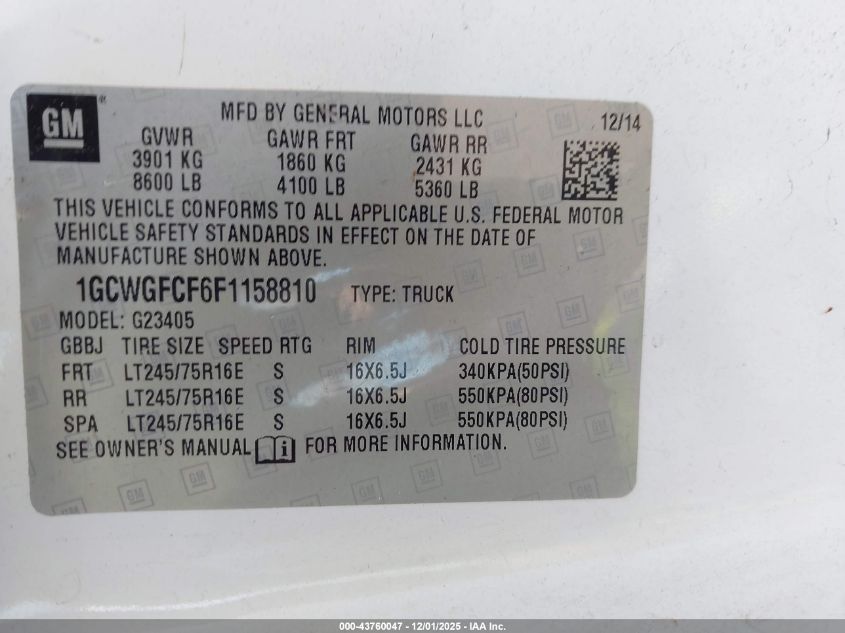 GM ® MFD BY GENERAL MOTORS LLC 12/14
GVWR GAWR FRT GAWR RR
3901 KG 1860 KG 2431 KG
8600 LB 4100 LB 5360 LB
THIS VEHICLE CONFORMS TO ALL APPLICABLE U.S. FEDERAL MOTOR
VEHICLE SAFETY STANDARDS IN EFFECT ON THE DATE OF
MANUFACTURE SHOWN ABOVE.
1GCWGFCF6F1158810 TYPE: TRUCK
MODEL: G23405
GBBJ TIRE SIZE SPEED RTG RIM COLD TIRE PRESSURE
FRT LT245/75R16E S 16X6.5J 340KPA(50PSI)
RR LT245/75R16E S 16X6.5J 550KPA(80PSI)
SPA LT245/75R16E S 16X6.5J 550KPA(80PSI)
SEE OWNER'S MANUAL i FOR MORE INFORMATION.
000-43760047 - 12/01/2025 - IAA Inc.